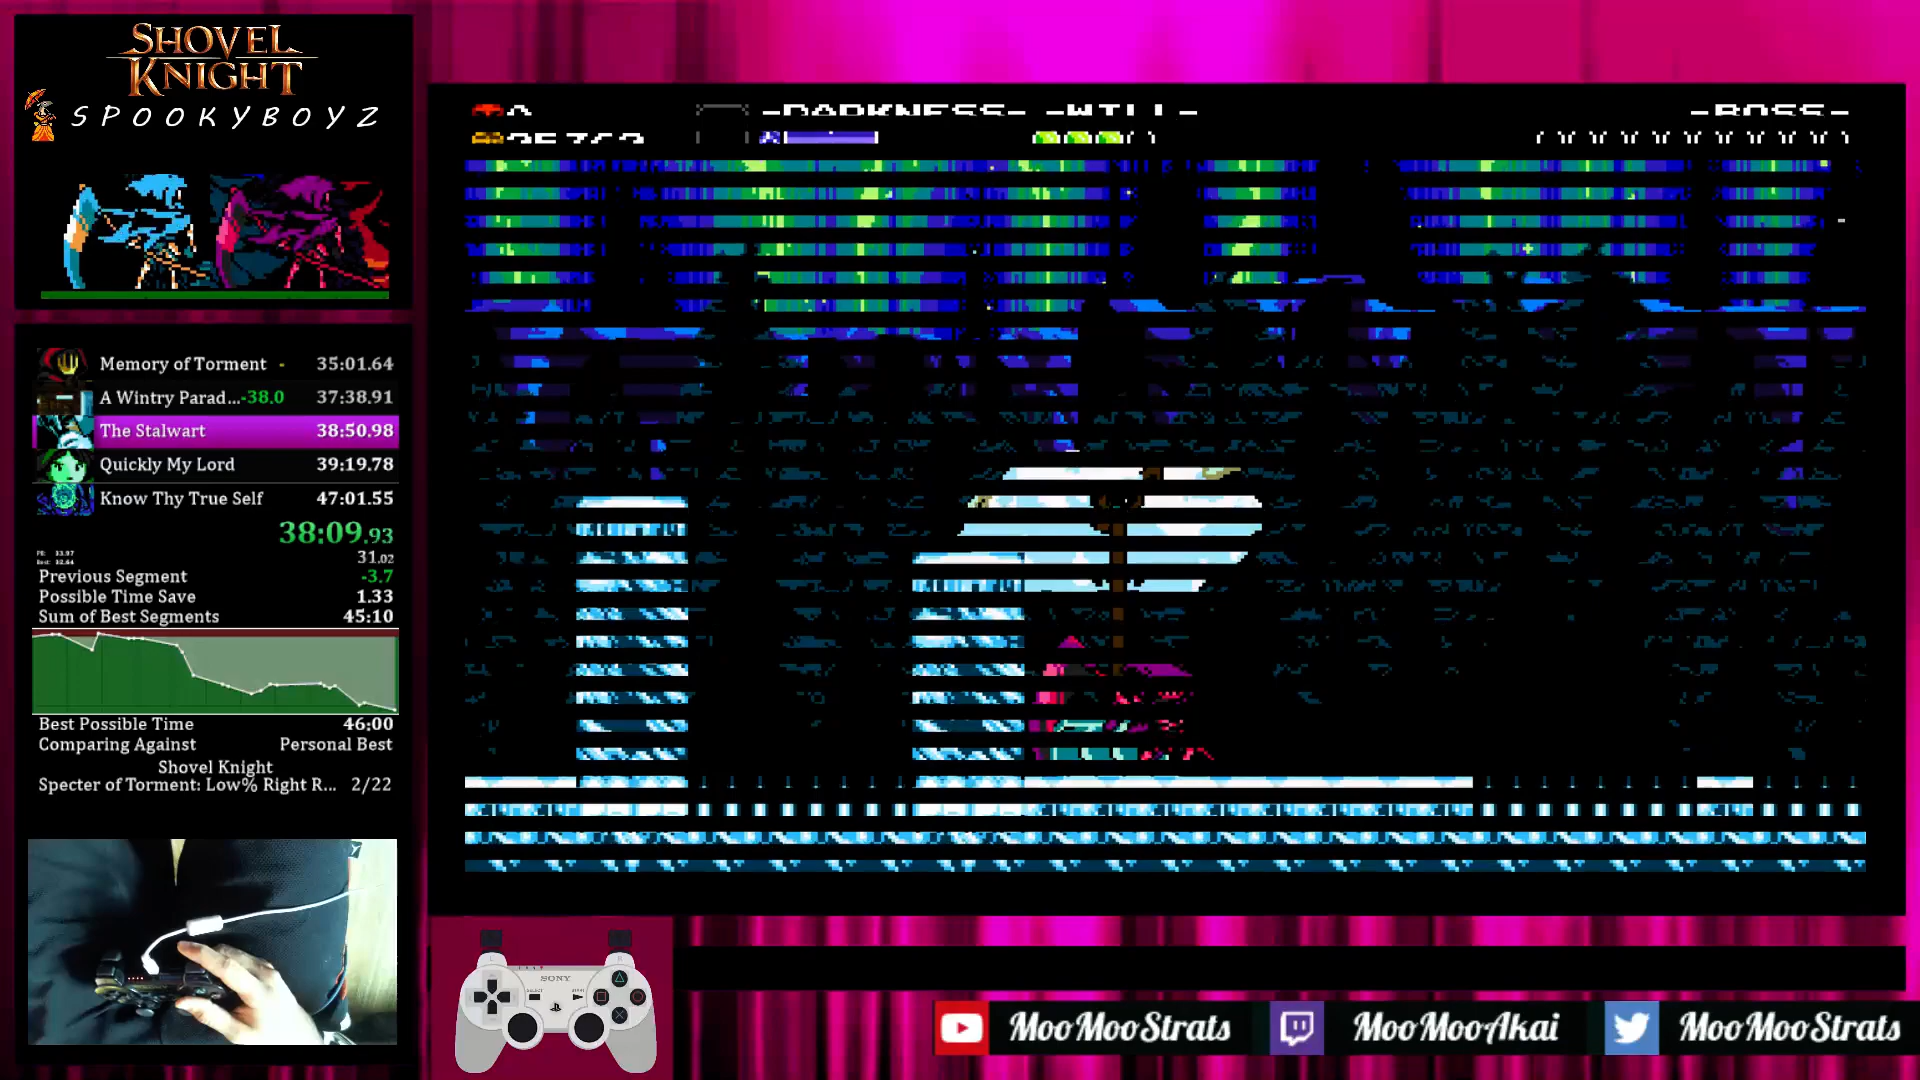 SHOVEL
KNIGHT
SPOOKYBOYZ
-DARKNESS- -WILL-
-BOSS-
Memory of Torment - 35:01.64
A Wintry Parad...-38.0 37:38.91
The Stalwart 38:50.98
Quickly My Lord 39:19.78
Know Thy True Self 47:01.55
38:09.93
31.02
Previous Segment -3.7
Possible Time Save 1.33
Sum of Best Segments 45:10
Best Possible Time 46:00
Comparing Against Personal Best
Shovel Knight
Specter of Torment: Low% Right R... 2/22
SONY
SELECT
MooMooStrats
MooMooAkai
MooMooStrats